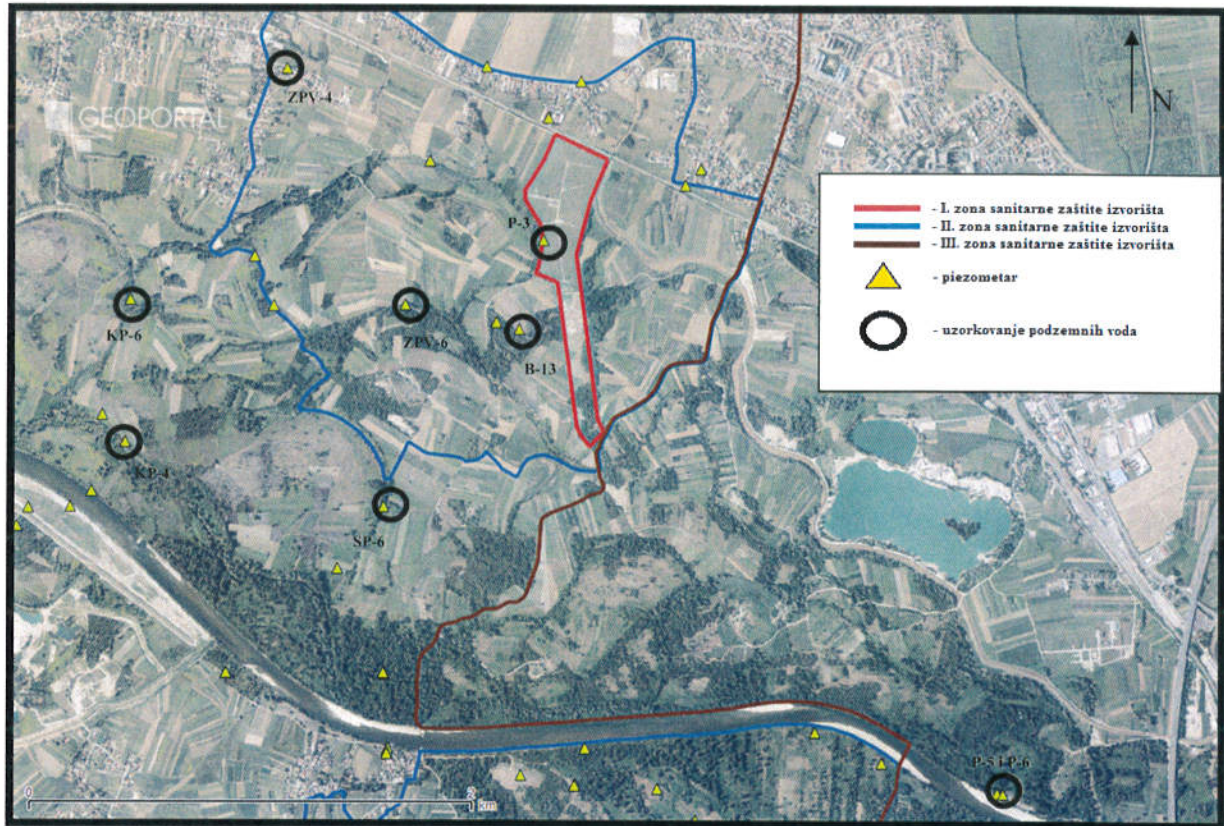 ZPV-4
GEOPORTAL
N
P-3
KP-6
ZPV-6
B-13
KP-4
SP-6
P-5 i P-6
- I. zona sanitarne zaštite izvorišta
- II. zona sanitarne zaštite izvorišta
- III. zona sanitarne zaštite izvorišta
- piezometar
- uzorkovanje podzemnih voda
0
2
km